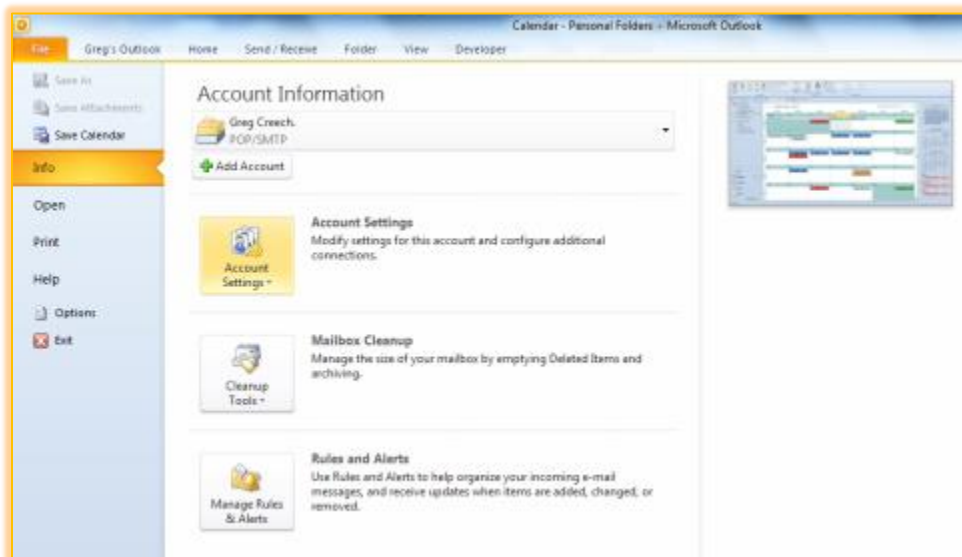 Calendar - Personal Folders - Microsoft Outlook
File Greg's Outlook Home Send / Receive Folder View Developer
Save As
Save Attachments
Save Calendar
Info
Open
Print
Help
Options
Exit
Account Information
Greg Creech.
POP/SMTP
Add Account
Account Settings
Account Settings
Modify settings for this account and configure additional
connections.
Cleanup Tools
Mailbox Cleanup
Manage the size of your mailbox by emptying Deleted Items and
archiving.
Manage Rules & Alerts
Rules and Alerts
Use Rules and Alerts to help organize your incoming e-mail
messages, and receive updates when items are added, changed, or
removed.